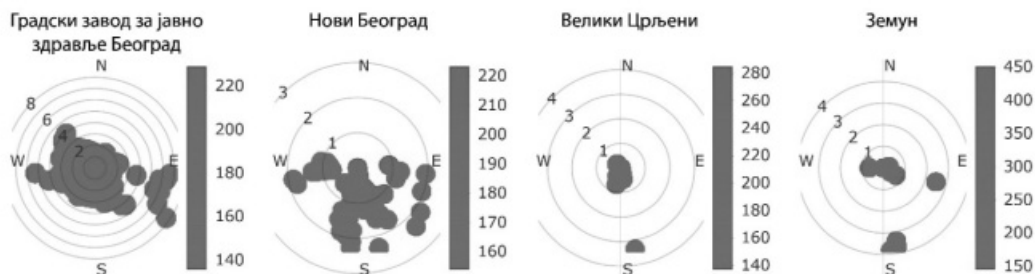 Градски завод за јавно
здравље Београд
N
8
6
4
2
W
E
S
220
200
180
160
140
Нови Београд
N
3
2
1
W
E
S
220
210
200
190
180
170
160
Велики Црљени
N
4
3
2
1
W
E
S
280
260
240
220
200
180
160
140
Земун
N
4
3
2
1
W
E
S
450
400
350
300
250
200
150